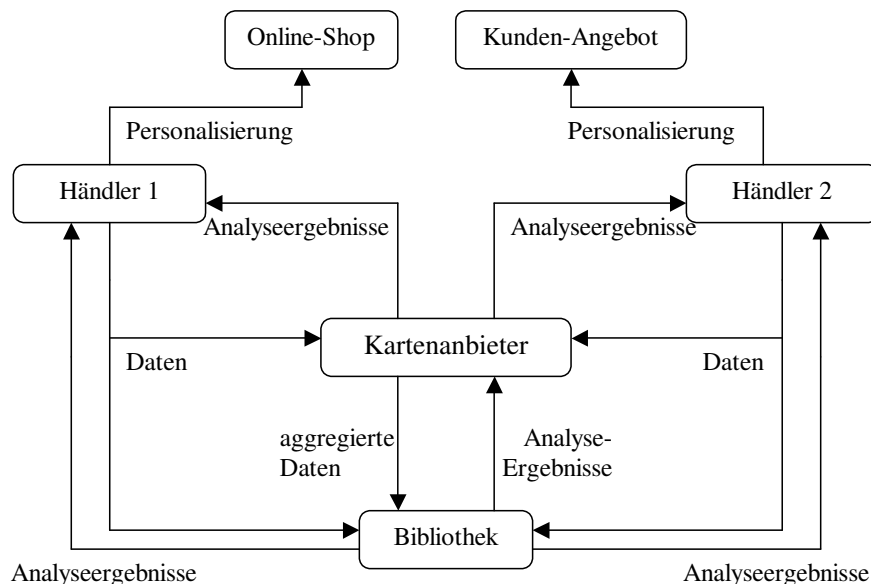 Online-Shop
Kunden-Angebot
Personalisierung
Personalisierung
Händler 1
Händler 2
Analyseergebnisse
Analyseergebnisse
Kartenanbieter
Daten
Daten
aggregierte
Daten
Analyse-
Ergebnisse
Bibliothek
Analyseergebnisse
Analyseergebnisse